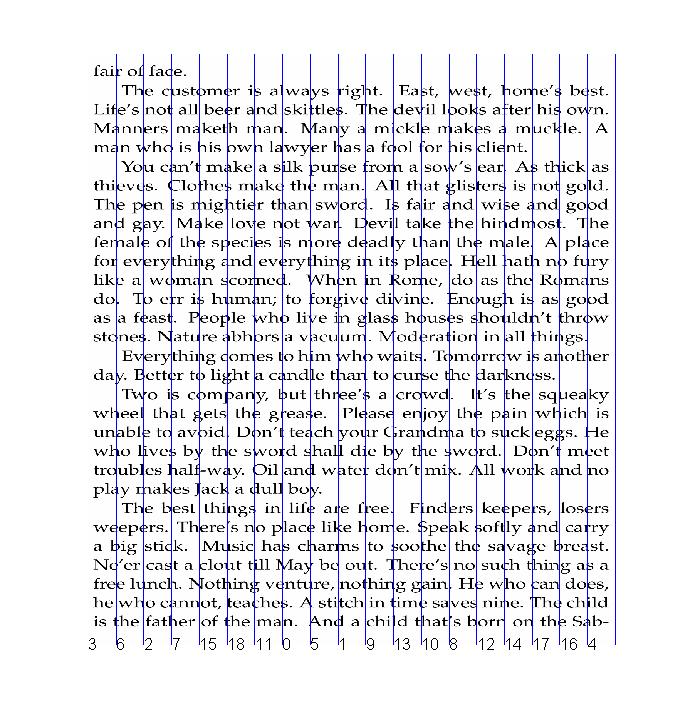 fair of face.
The customer is always right. East, west, home's best.
Life's not all beer and skittles. The devil looks after his own.
Manners maketh man. Many a mickle makes a muckle. A
man who is his own lawyer has a fool for his client.
You can't make a silk purse from a sow's ear. As thick as
thieves. Clothes make the man. All that glisters is not gold.
The pen is mightier than sword. Is fair and wise and good
and gay. Make love not war. Devil take the hindmost. The
female of the species is more deadly than the male. A place
for everything and everything in its place. Hell hath no fury
like a woman scorned. When in Rome, do as the Romans
do. To err is human; to forgive divine. Enough is as good
as a feast. People who live in glass houses shouldn't throw
stones. Nature abhors a vacuum. Moderation in all things.
Everything comes to him who waits. Tomorrow is another
day. Better to light a candle than to curse the darkness.
Two is company, but three's a crowd. It's the squeaky
wheel that gets the grease. Please enjoy the pain which is
unable to avoid. Don't teach your Grandma to suck eggs. He
who lives by the sword shall die by the sword. Don't meet
troubles half-way. Oil and water don't mix. All work and no
play makes Jack a dull boy.
The best things in life are free. Finders keepers, losers
weepers. There's no place like home. Speak softly and carry
a big stick. Music has charms to soothe the savage breast.
Ne'er cast a clout till May be out. There's no such thing as a
free lunch. Nothing venture, nothing gain. He who can does,
he who cannot, teaches. A stitch in time saves nine. The child
is the father of the man. And a child that's born on the Sab-
3 6 2 7 15 18 11 0 5 1 9 13 10 8 12 14 17 16 4